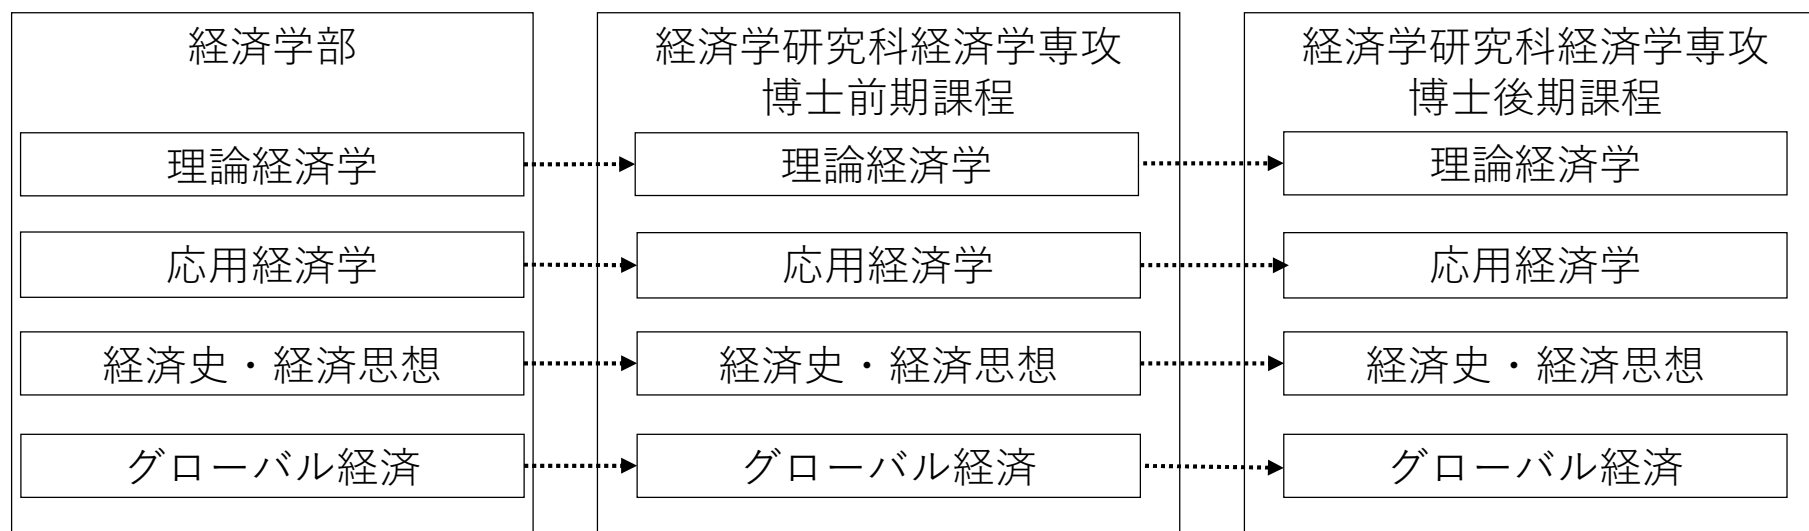 経済学部
理論経済学
応用経済学
経済史・経済思想
グローバル経済
経済学研究科経済学専攻
博士前期課程
理論経済学
応用経済学
経済史・経済思想
グローバル経済
経済学研究科経済学専攻
博士後期課程
理論経済学
応用経済学
経済史・経済思想
グローバル経済